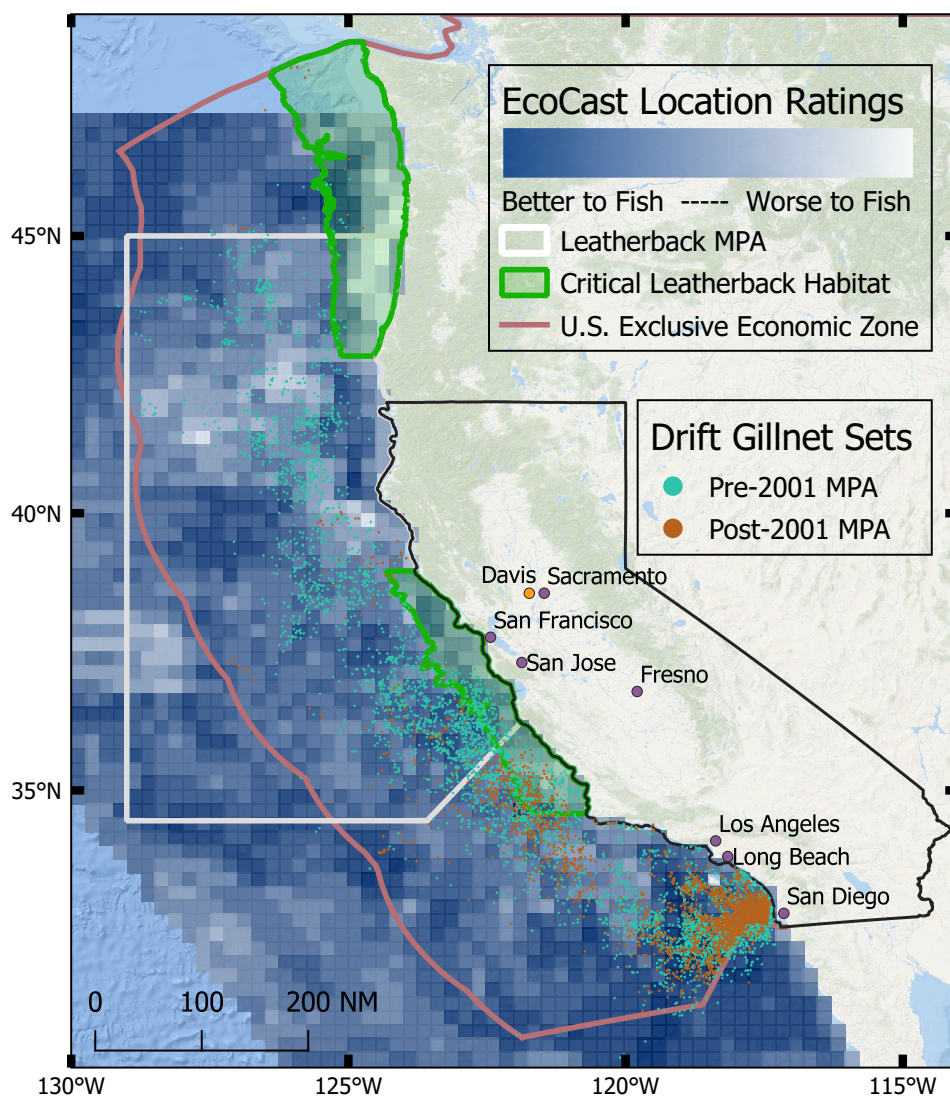 EcoCast Location Ratings
Better to Fish ----- Worse to Fish
Leatherback MPA
Critical Leatherback Habitat
U.S. Exclusive Economic Zone
Drift Gillnet Sets
Pre-2001 MPA
Post-2001 MPA
45°N
40°N
35°N
Davis
Sacramento
San Francisco
San Jose
Fresno
Los Angeles
Long Beach
San Diego
0 100 200 NM
130°W 125°W 120°W 115°W